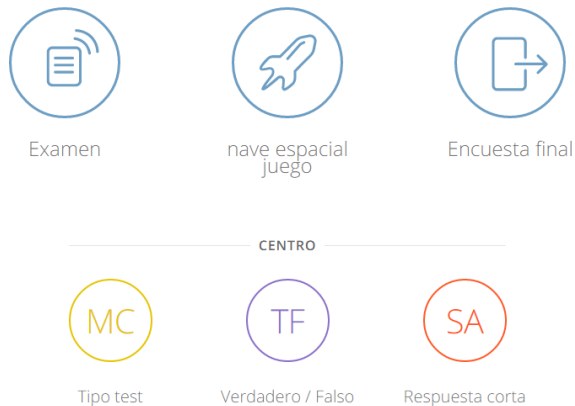 Examen
nave espacial
juego
Encuesta final
CENTRO
MC
TF
SA
Tipo test
Verdadero / Falso
Respuesta corta